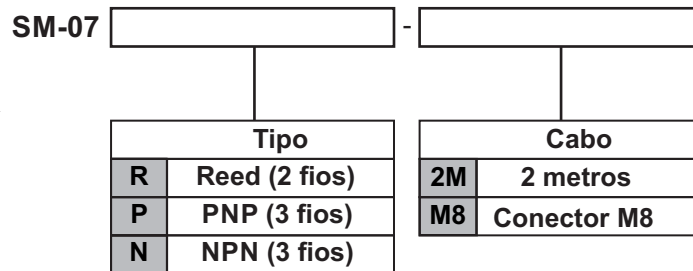 SM-07 -
Tipo
R Reed (2 fios)
P PNP (3 fios)
N NPN (3 fios)
Cabo
2M 2 metros
M8 Conector M8